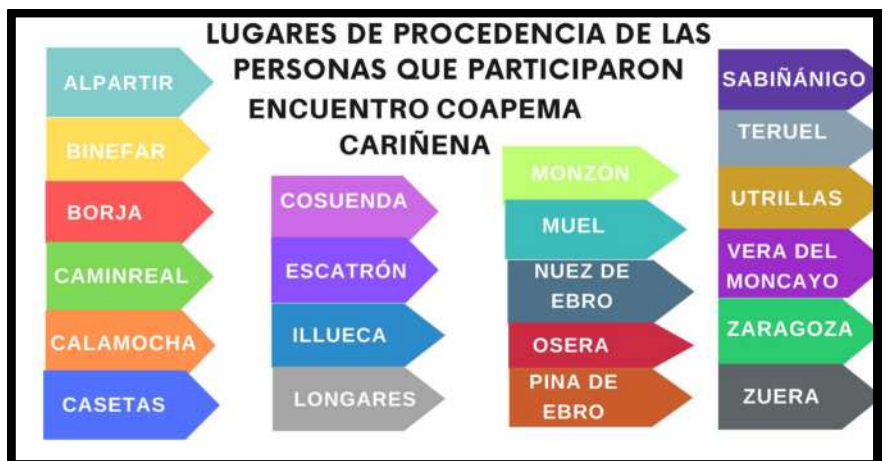 LUGARES DE PROCEDENCIA DE LAS
PERSONAS QUE PARTICIPARON
ENCUENTRO COAPEMA
CARIÑENA
ALPARTIR
BINEFAR
BORJA
CAMINREAL
CALAMOCHA
CASETAS
COSUENDA
ESCATRÓN
ILLUECA
LONGARES
MONZÓN
MUEL
NUEZ DE
EBRO
OSERA
PINA DE
EBRO
SABIÑÁNIGO
TERUEL
UTRILLAS
VERA DEL
MONCAYO
ZARAGOZA
ZUERA